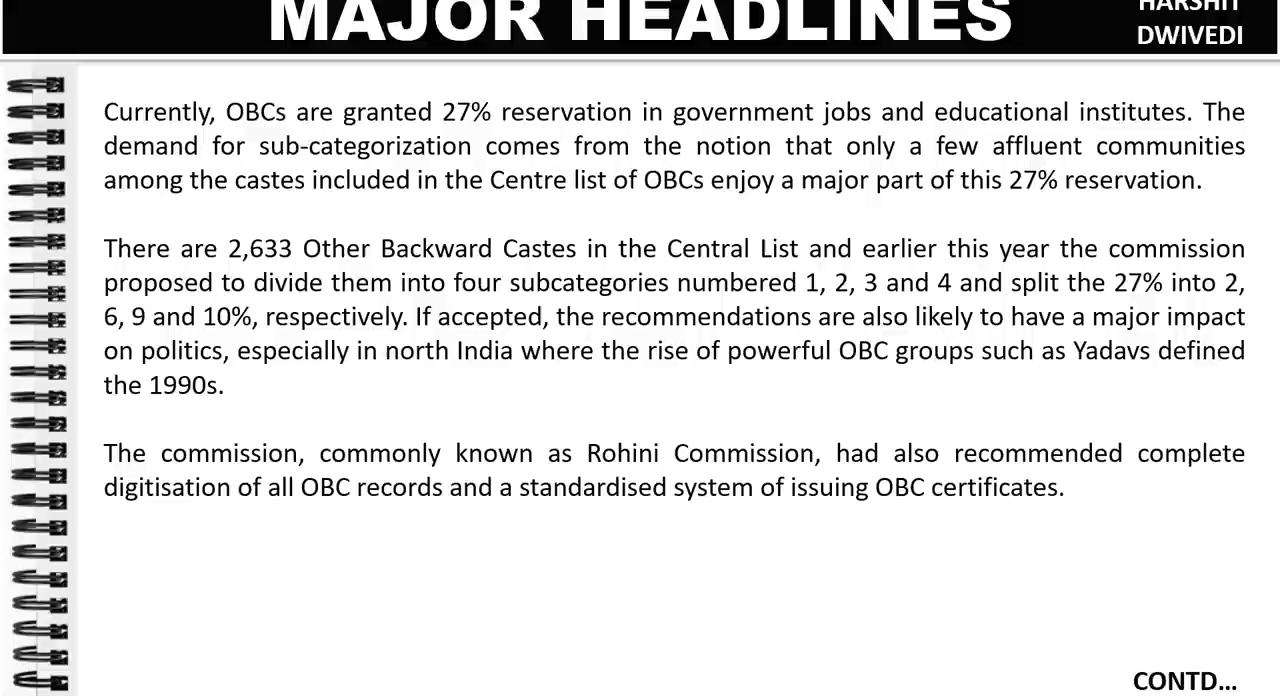 MAJOR HEADLINES
HARSHIT
DWIVEDI
Currently, OBCs are granted 27% reservation in government jobs and educational institutes. The
demand for sub-categorization comes from the notion that only a few affluent communities
among the castes included in the Centre list of OBCs enjoy a major part of this 27% reservation.
There are 2,633 Other Backward Castes in the Central List and earlier this year the commission
proposed to divide them into four subcategories numbered 1, 2, 3 and 4 and split the 27% into 2,
6, 9 and 10%, respectively. If accepted, the recommendations are also likely to have a major impact
on politics, especially in north India where the rise of powerful OBC groups such as Yadavs defined
the 1990s.
The commission, commonly known as Rohini Commission, had also recommended complete
digitisation of all OBC records and a standardised system of issuing OBC certificates.
CONTD...